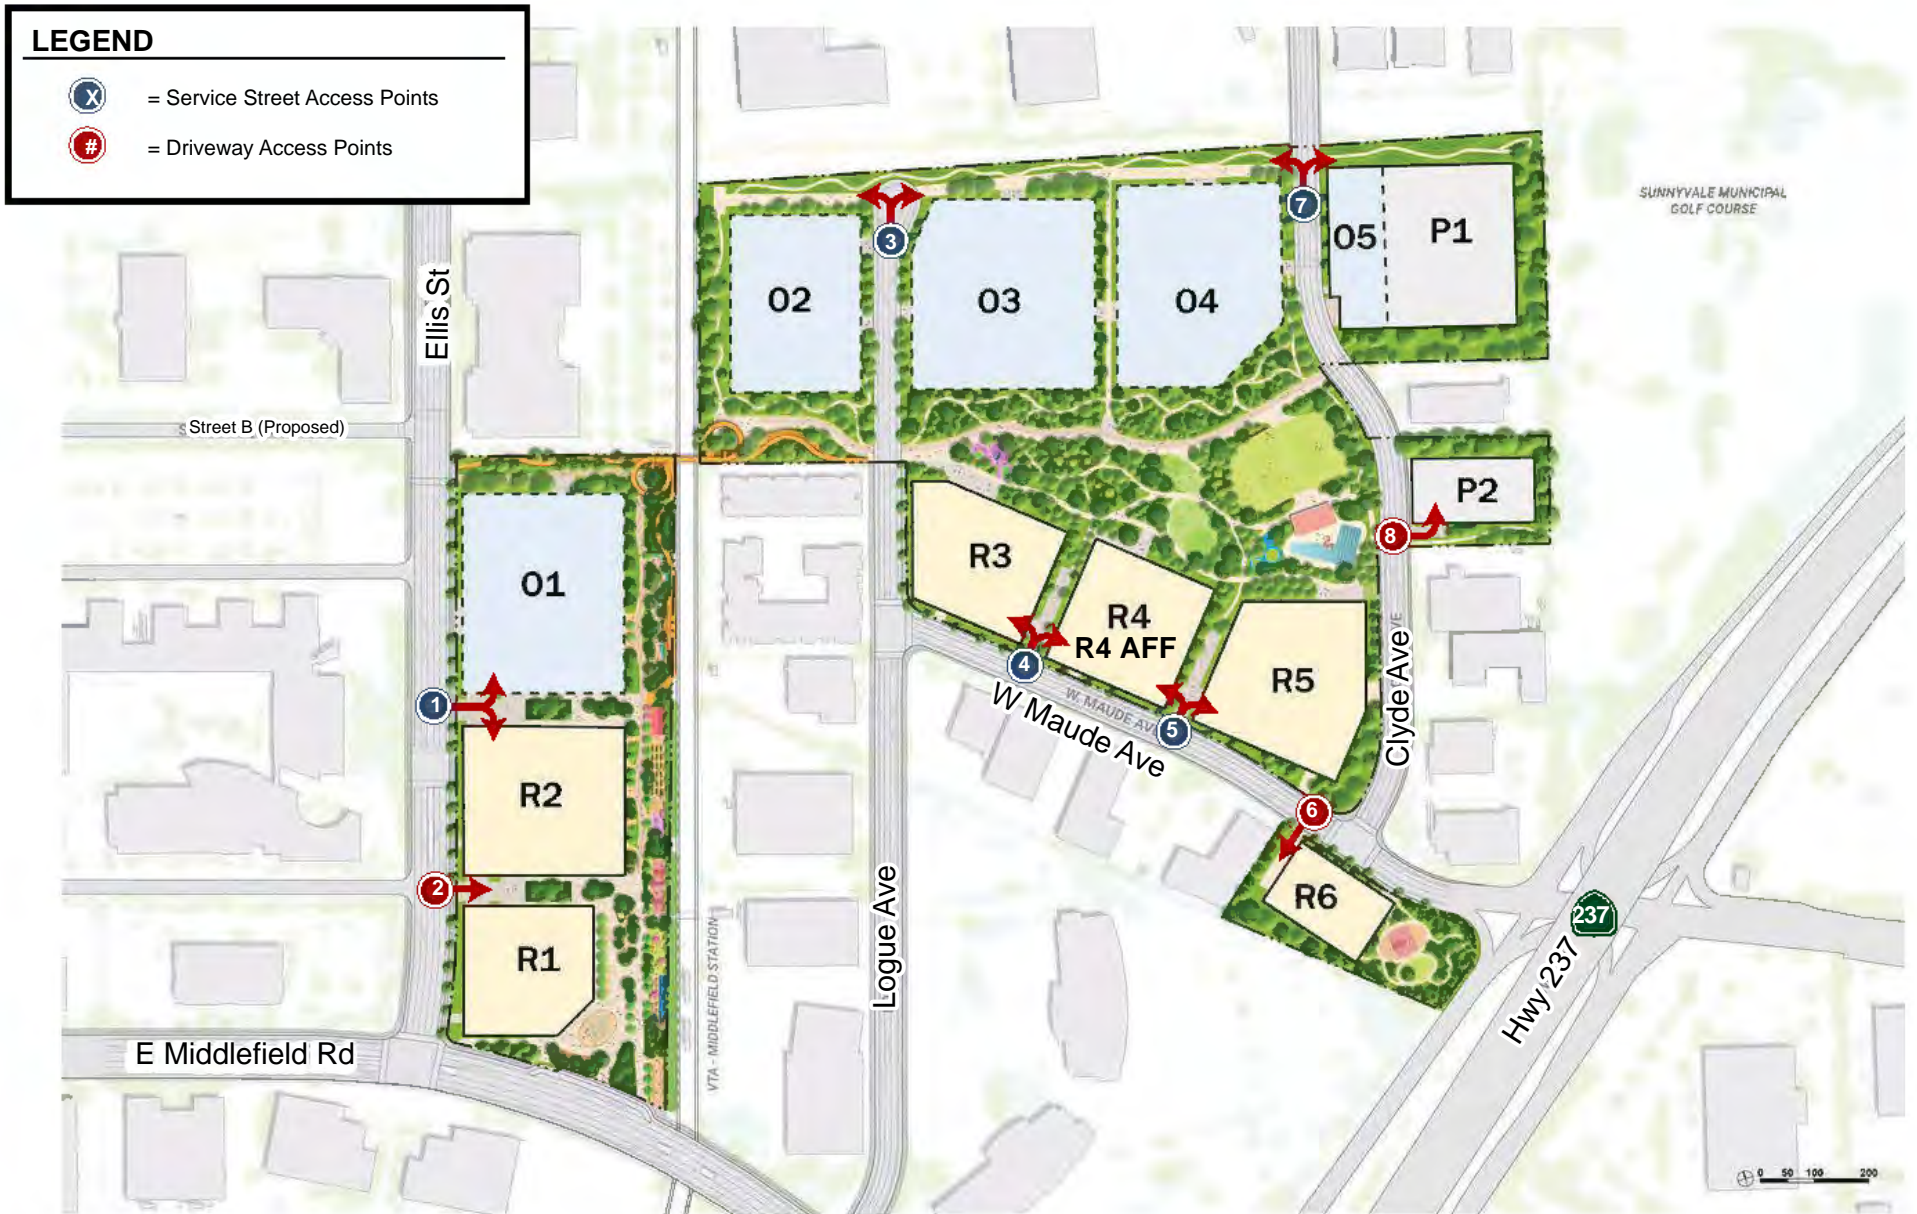 LEGEND
X = Service Street Access Points
# = Driveway Access Points
SUNNYVALE MUNICIPAL
GOLF COURSE
7
3
O5
P1
O2
O3
O4
Ellis St
Street B (Proposed)
P2
8
R3
O1
R4
R4 AFF
4
R5
Clyde Ave
W. MAUDE AVE
W Maude Ave
5
1
R2
6
2
R6
Logue Ave
237
Hwy 237
R1
VTA - MIDDLEFIELD STATION
E Middlefield Rd
0 50 100 200